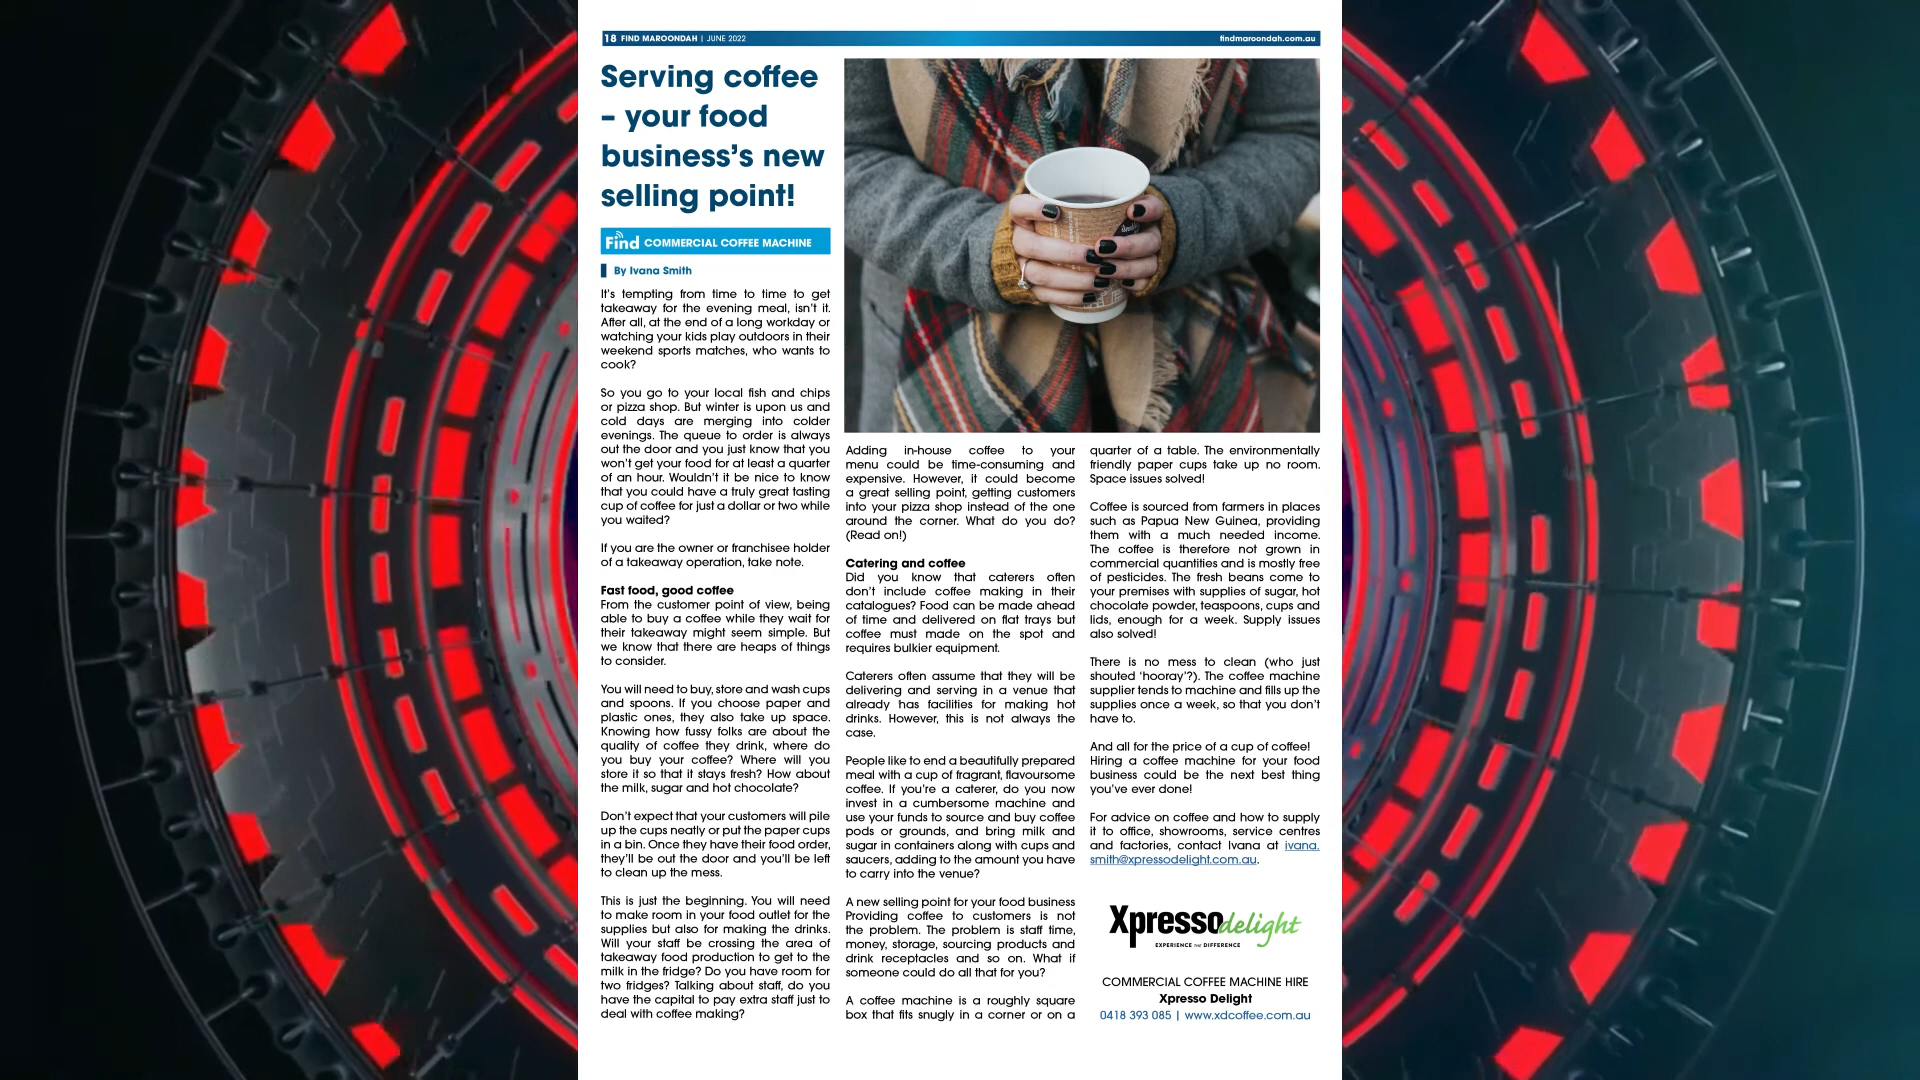 18 FIND MAROONDAH | JUNE 2022
findmaroondah.com.au
Serving coffee
– your food
business's new
selling point!
Find COMMERCIAL COFFEE MACHINE
By Ivana Smith
It's tempting from time to time to get
takeaway for the evening meal, isn't it.
After all, at the end of a long workday or
watching your kids play outdoors in their
weekend sports matches, who wants to
cook?
So you go to your local fish and chips
or pizza shop. But winter is upon us and
cold days are merging into colder
evenings. The queue to order is always
out the door and you just know that you
won't get your food for at least a quarter
of an hour. Wouldn't it be nice to know
that you could have a truly great tasting
cup of coffee for just a dollar or two while
you waited?
If you are the owner or franchisee holder
of a takeaway operation, take note.
Fast food, good coffee
From the customer point of view, being
able to buy a coffee while they wait for
their takeaway might seem simple. But
we know that there are heaps of things
to consider.
You will need to buy, store and wash cups
and spoons. If you choose paper and
plastic ones, they also take up space.
Knowing how fussy folks are about the
quality of coffee they drink, where do
you buy your coffee? Where will you
store it so that it stays fresh? How about
the milk, sugar and hot chocolate?
Don't expect that your customers will pile
up the cups neatly or put the paper cups
in a bin. Once they have their food order,
they'll be out the door and you'll be left
to clean up the mess.
This is just the beginning. You will need
to make room in your food outlet for the
supplies but also for making the drinks.
Will your staff be crossing the area of
takeaway food production to get to the
milk in the fridge? Do you have room for
two fridges? Talking about staff, do you
have the capital to pay extra staff just to
deal with coffee making?
Adding in-house coffee to your
menu could be time-consuming and
expensive. However, it could become
a great selling point, getting customers
into your pizza shop instead of the one
around the corner. What do you do?
(Read on!)
Catering and coffee
Did you know that caterers often
don't include coffee making in their
catalogues? Food can be made ahead
of time and delivered on flat trays but
coffee must made on the spot and
requires bulkier equipment.
Caterers often assume that they will be
delivering and serving in a venue that
already has facilities for making hot
drinks. However, this is not always the
case.
People like to end a beautifully prepared
meal with a cup of fragrant, flavoursome
coffee. If you're a caterer, do you now
invest in a cumbersome machine and
use your funds to source and buy coffee
pods or grounds, and bring milk and
sugar in containers along with cups and
saucers, adding to the amount you have
to carry into the venue?
A new selling point for your food business
Providing coffee to customers is not
the problem. The problem is staff time,
money, storage, sourcing products and
drink receptacles and so on. What if
someone could do all that for you?
A coffee machine is a roughly square
box that fits snugly in a corner or on a
quarter of a table. The environmentally
friendly paper cups take up no room.
Space issues solved!
Coffee is sourced from farmers in places
such as Papua New Guinea, providing
them with a much needed income.
The coffee is therefore not grown in
commercial quantities and is mostly free
of pesticides. The fresh beans come to
your premises with supplies of sugar, hot
chocolate powder, teaspoons, cups and
lids, enough for a week. Supply issues
also solved!
There is no mess to clean (who just
shouted 'hooray'?). The coffee machine
supplier tends to machine and fills up the
supplies once a week, so that you don't
have to.
And all for the price of a cup of coffee!
Hiring a coffee machine for your food
business could be the next best thing
you've ever done!
For advice on coffee and how to supply
it to office, showrooms, service centres
and factories, contact Ivana at ivana.
smith@xpressodelight.com.au.
Xpressodelight
EXPERIENCE THE DIFFERENCE
COMMERCIAL COFFEE MACHINE HIRE
Xpresso Delight
0418 393 085 | www.xdcoffee.com.au